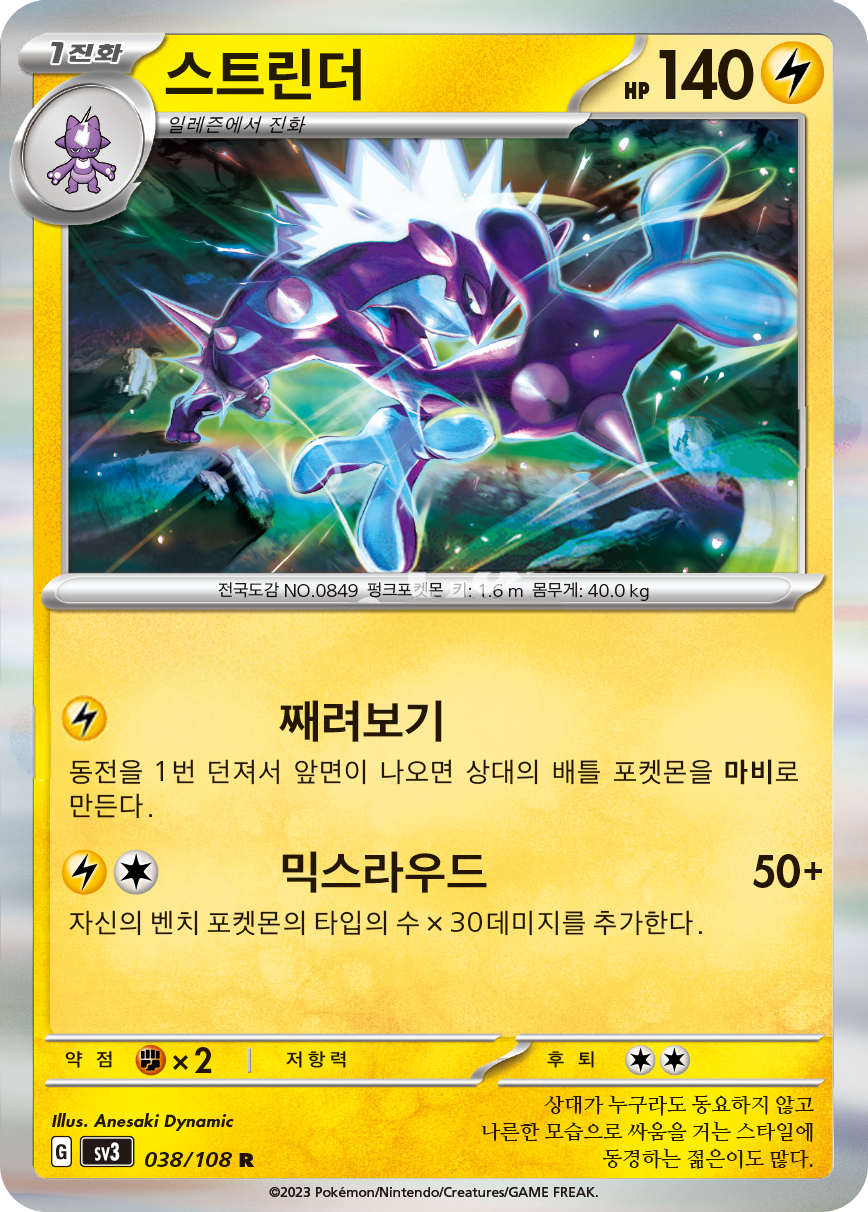 1진화
스트린더
HP 140
일레즌에서 진화
전국도감 NO.0849 펑크포켓몬 키: 1.6 m 몸무게: 40.0 kg
째려보기
동전을 1번 던져서 앞면이 나오면 상대의 배틀 포켓몬을 마비로
만든다.
믹스라우드 50+
자신의 벤치 포켓몬의 타입의 수 × 30데미지를 추가한다.
약점 ×2 저항력 후퇴
상대가 누구라도 동요하지 않고
나른한 모습으로 싸움을 거는 스타일에
동경하는 젊은이도 많다.
Illus. Anesaki Dynamic
G sv3 038/108 R
©2023 Pokémon/Nintendo/Creatures/GAME FREAK.